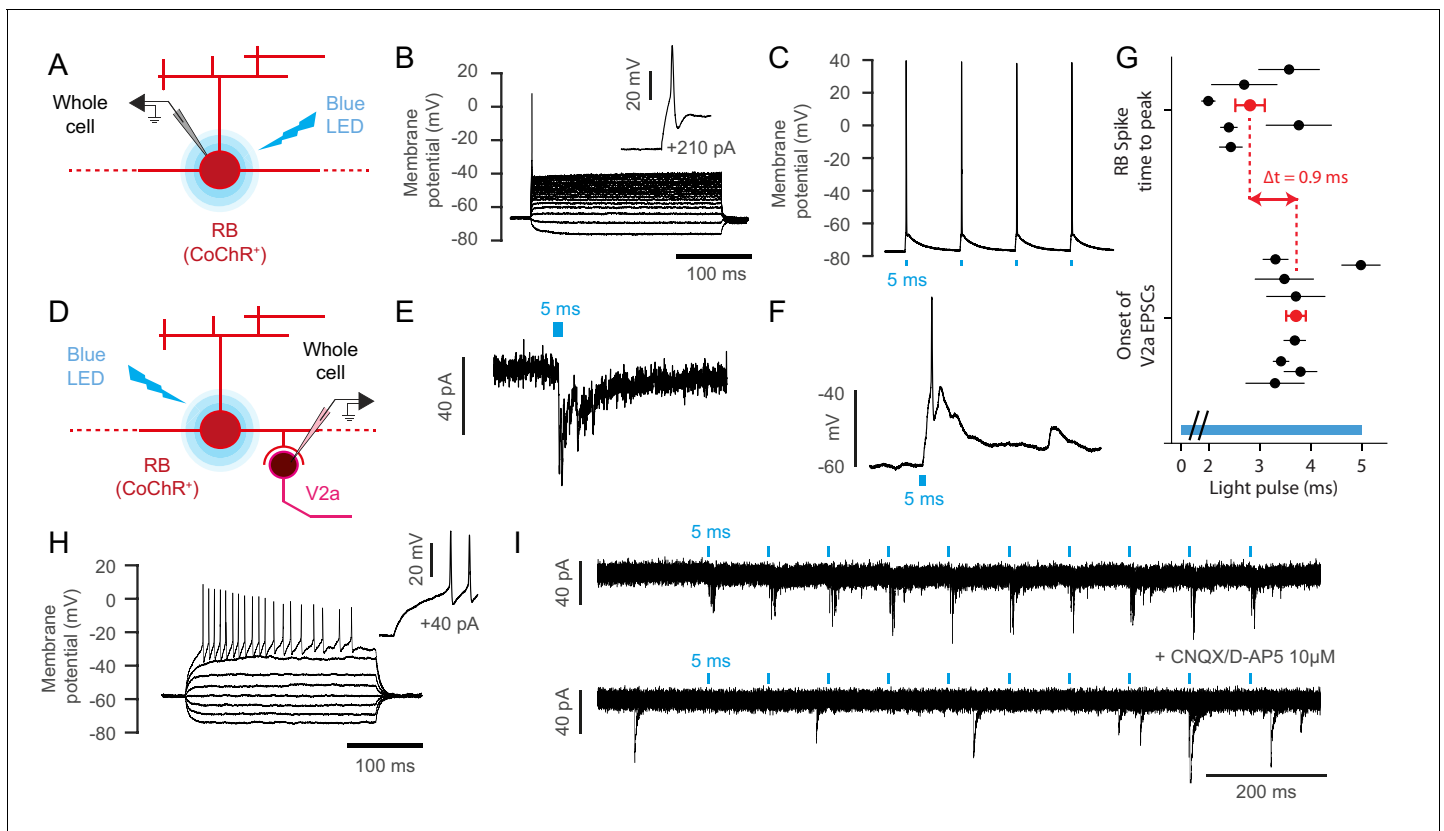 A
Whole
cell
Blue
LED
RB
(CoChR+)
B
Membrane
potential (mV)
20
0
-20
-40
-60
-80
20 mV
+210 pA
100 ms
C
Membrane
potential (mV)
40
20
0
-20
-40
-60
-80
5 ms
G
RB Spike
time to peak
Δt = 0.9 ms
Onset of
V2a EPSCs
0
2
3
4
5
Light pulse (ms)
D
Blue
LED
Whole
cell
RB
(CoChR+)
V2a
E
5 ms
40 pA
F
-40
mV
-60
5 ms
H
Membrane
potential (mV)
20
0
-20
-40
-60
-80
20 mV
+40 pA
100 ms
I
5 ms
40 pA
+ CNQX/D-AP5 10µM
5 ms
40 pA
200 ms